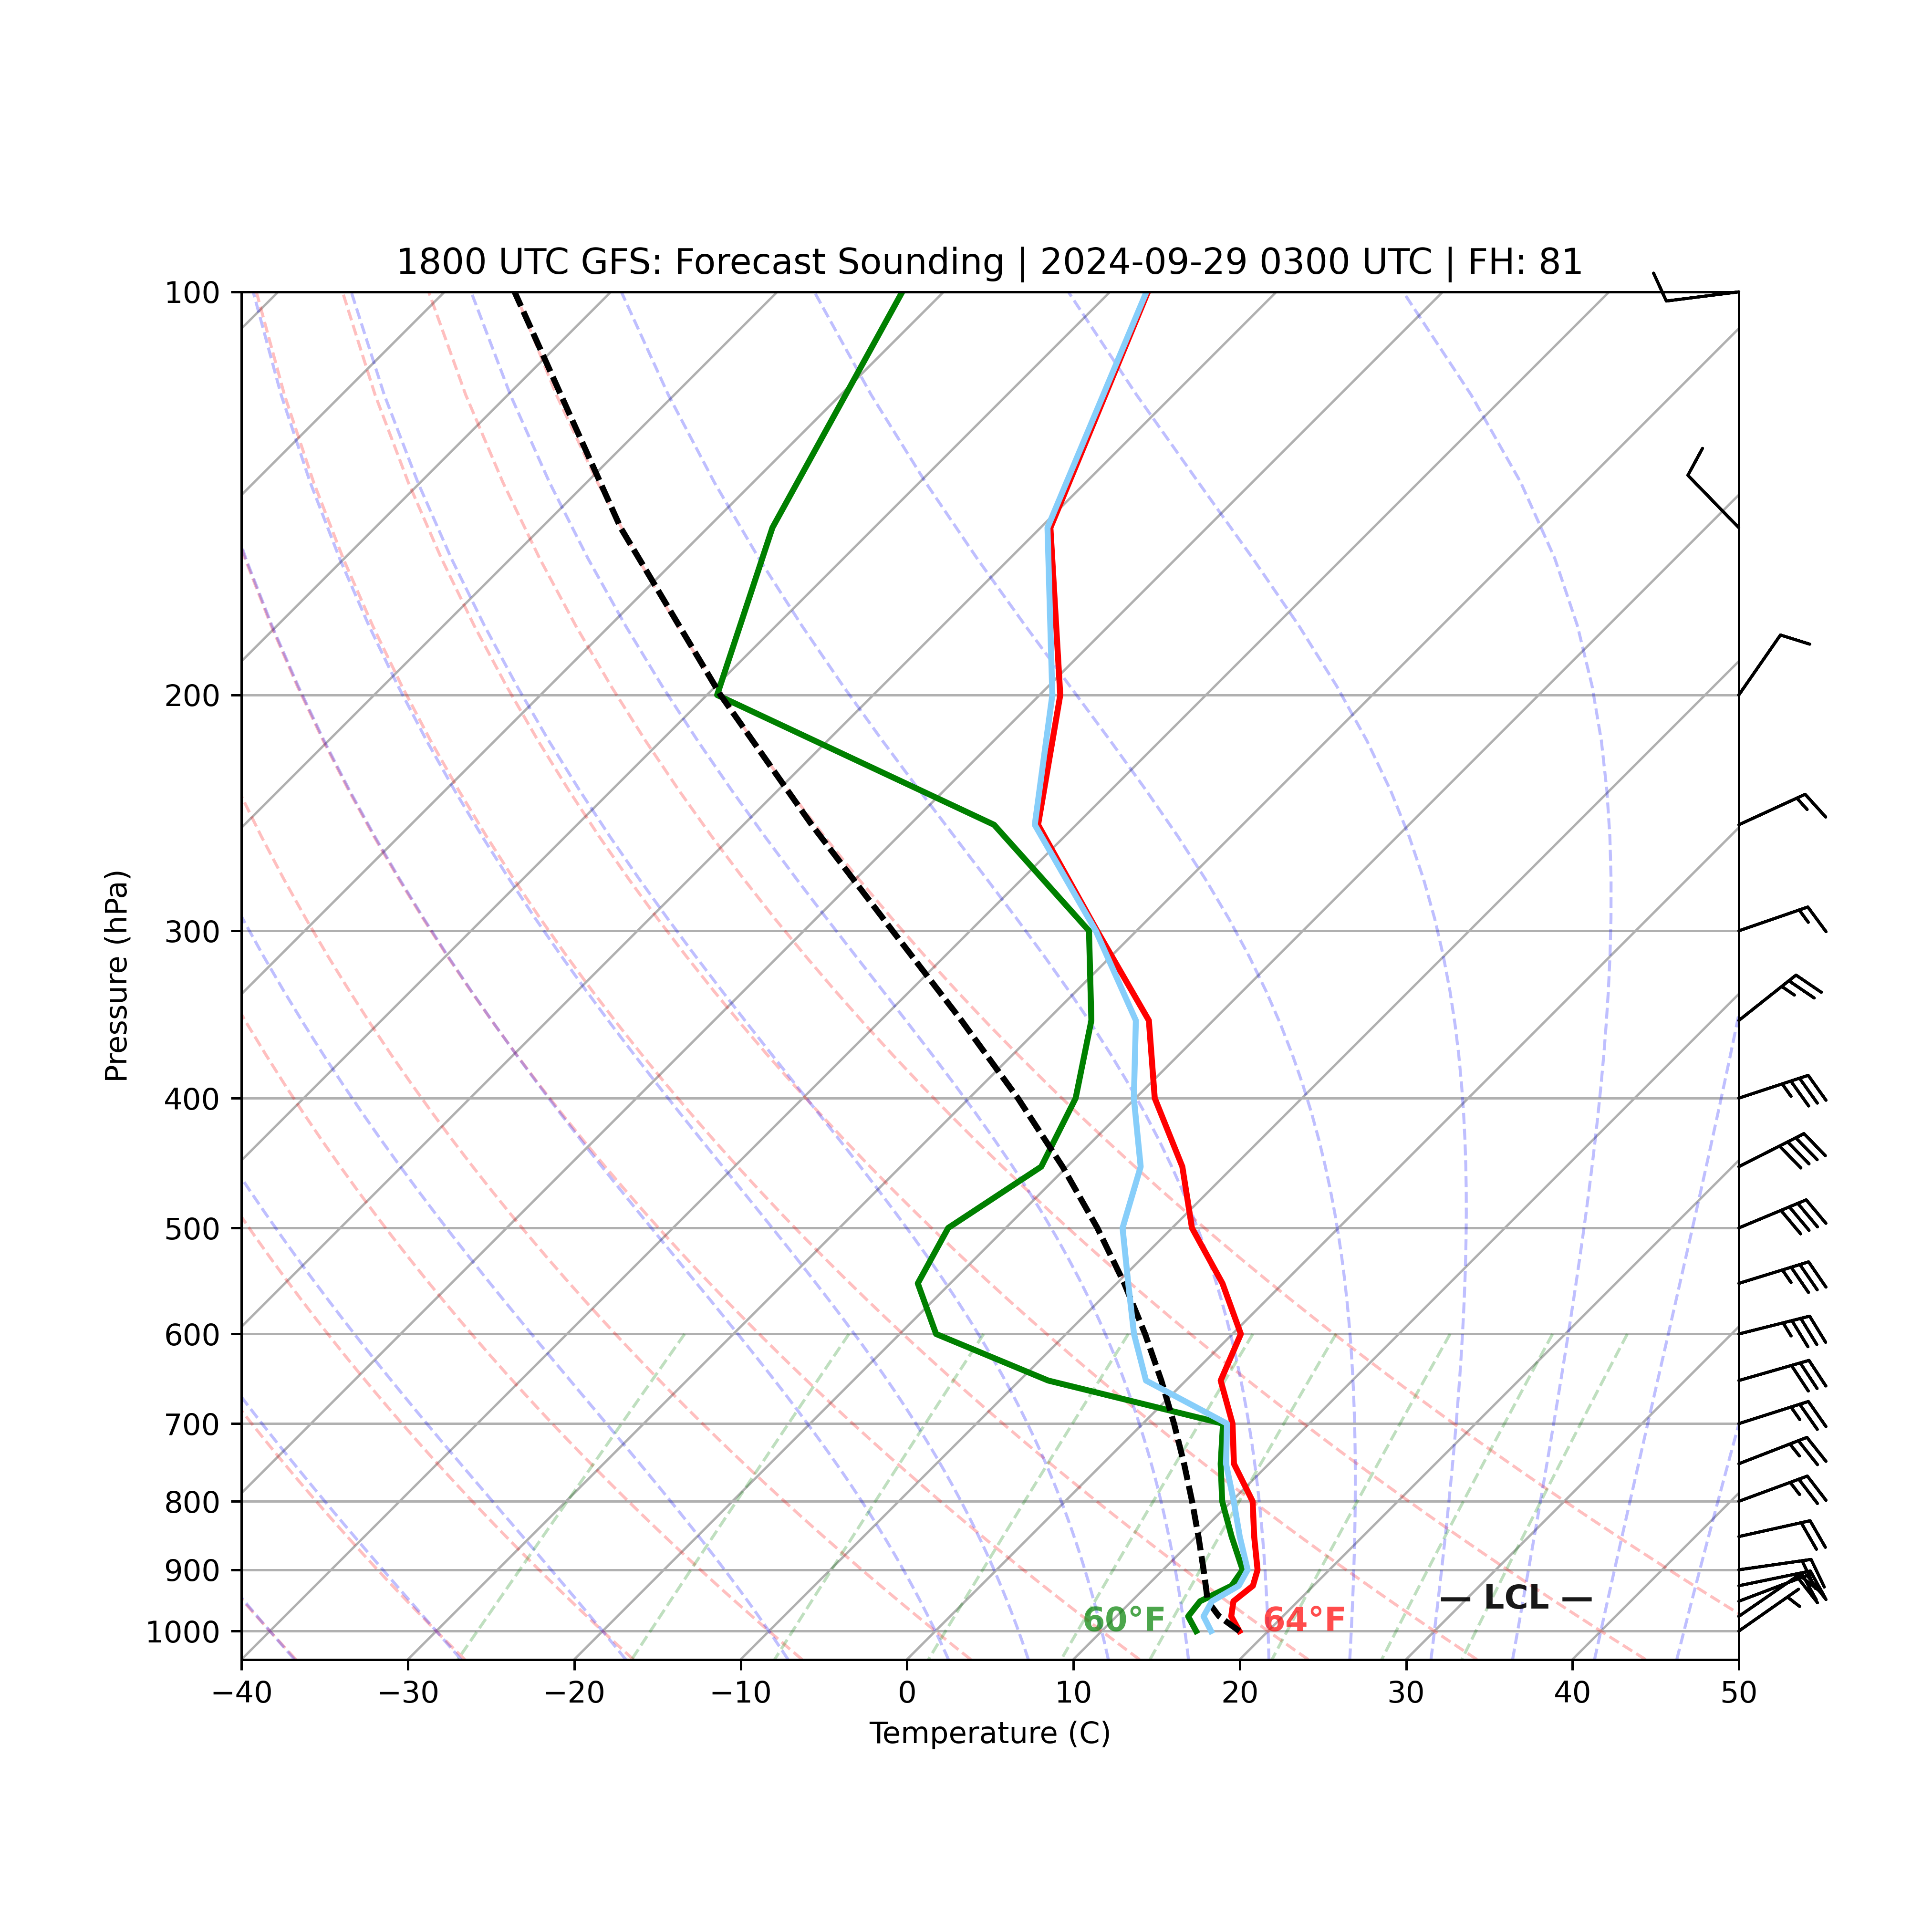 1800 UTC GFS: Forecast Sounding | 2024-09-29 0300 UTC | FH: 81
100
200
300
400
500
600
700
800
900
1000
Pressure (hPa)
— LCL —
60°F
64°F
−40 −30 −20 −10 0 10 20 30 40 50
Temperature (C)